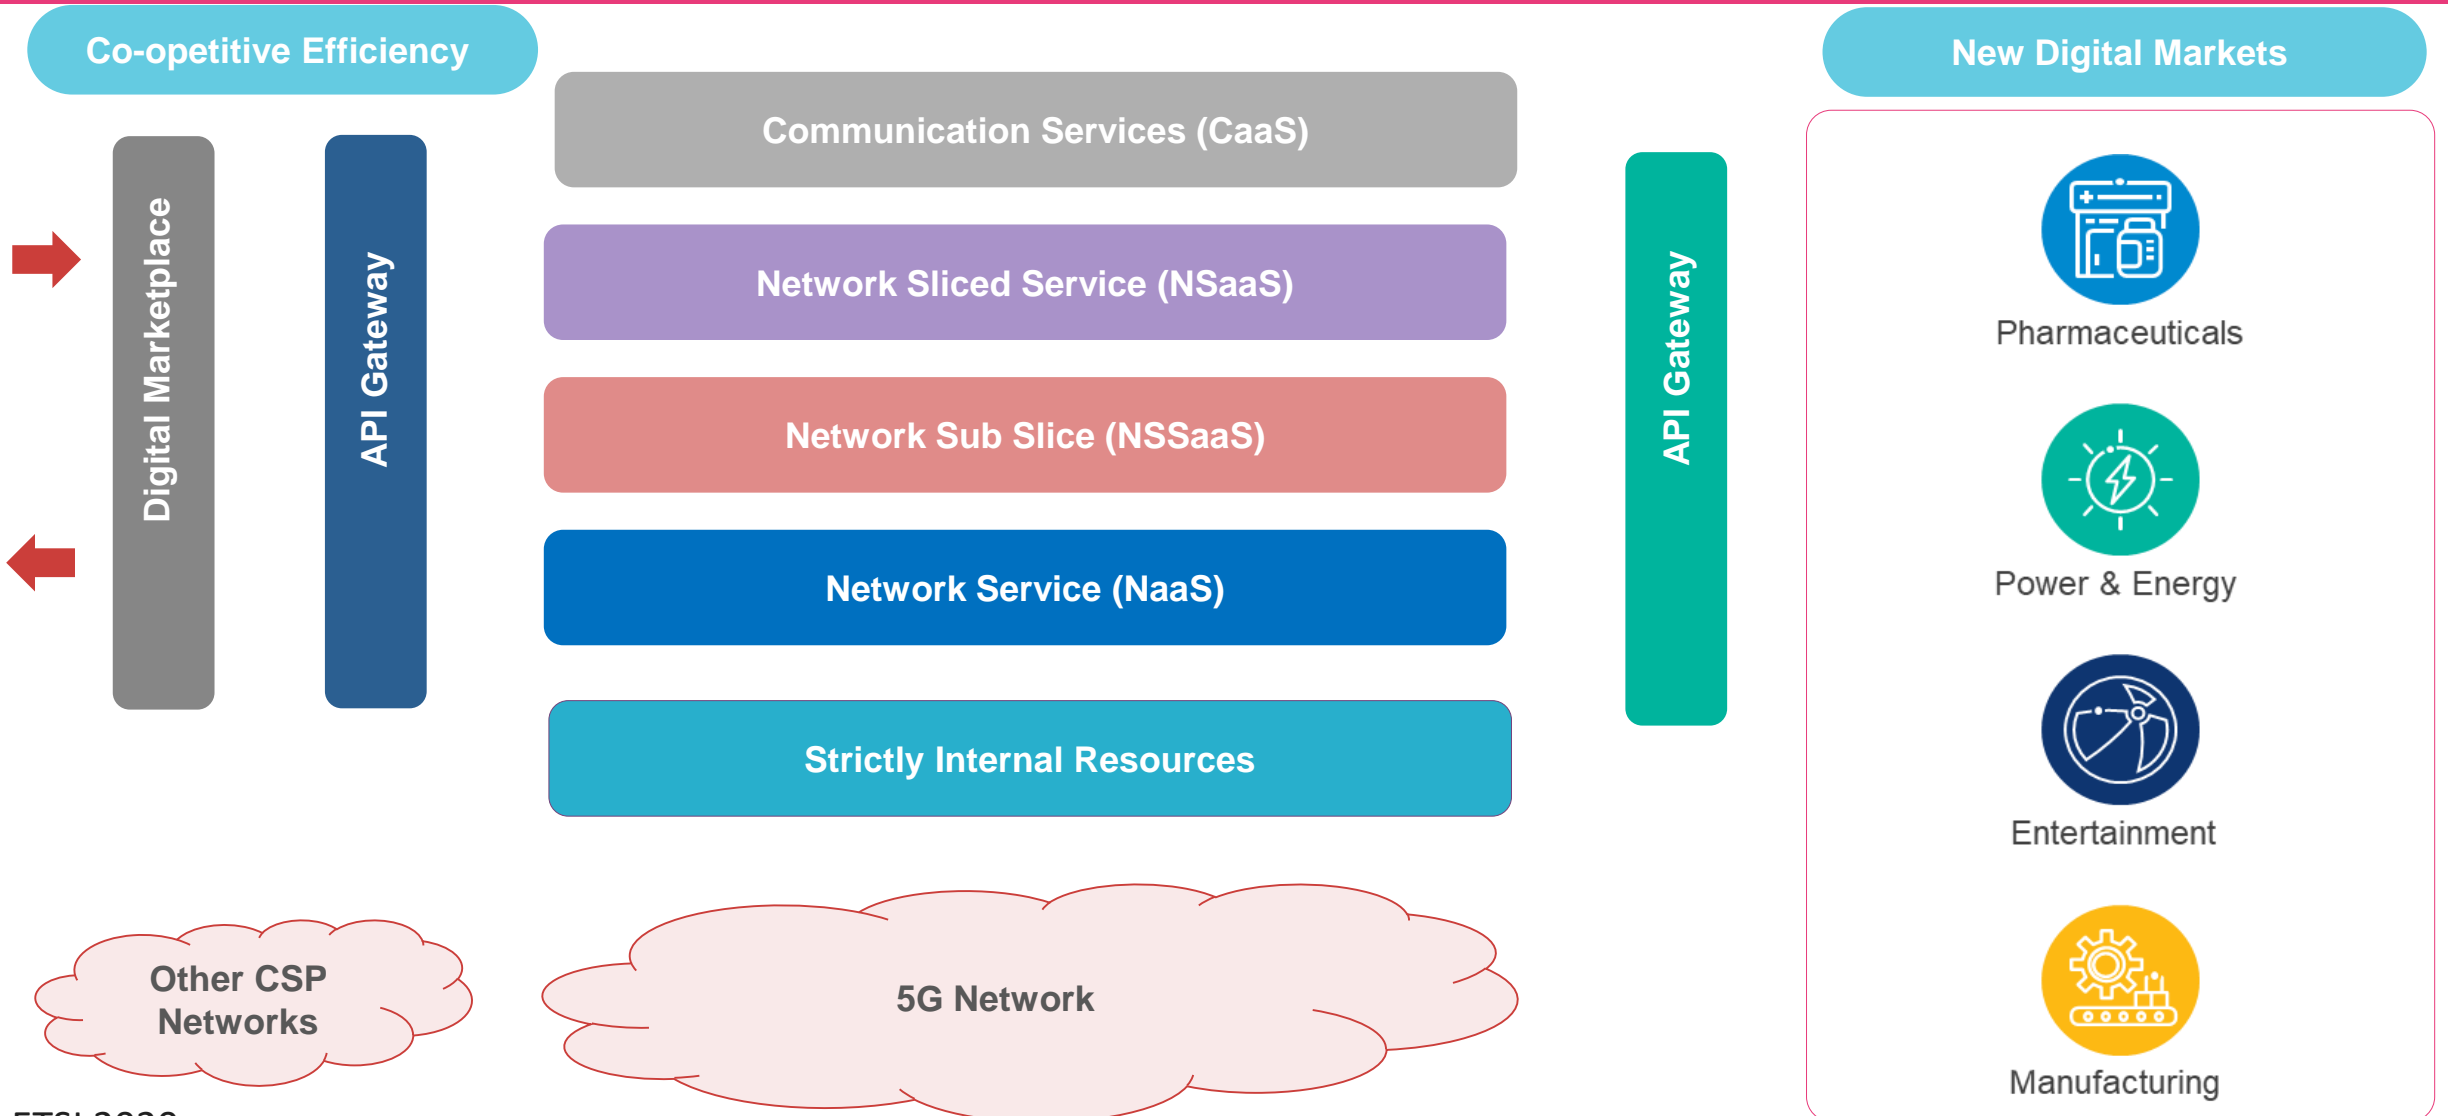 Co-opetitive Efficiency
New Digital Markets
Digital Marketplace
API Gateway
Communication Services (CaaS)
Network Sliced Service (NSaaS)
Network Sub Slice (NSSaaS)
Network Service (NaaS)
Strictly Internal Resources
API Gateway
Pharmaceuticals
Power & Energy
Entertainment
Manufacturing
Other CSP
Networks
5G Network